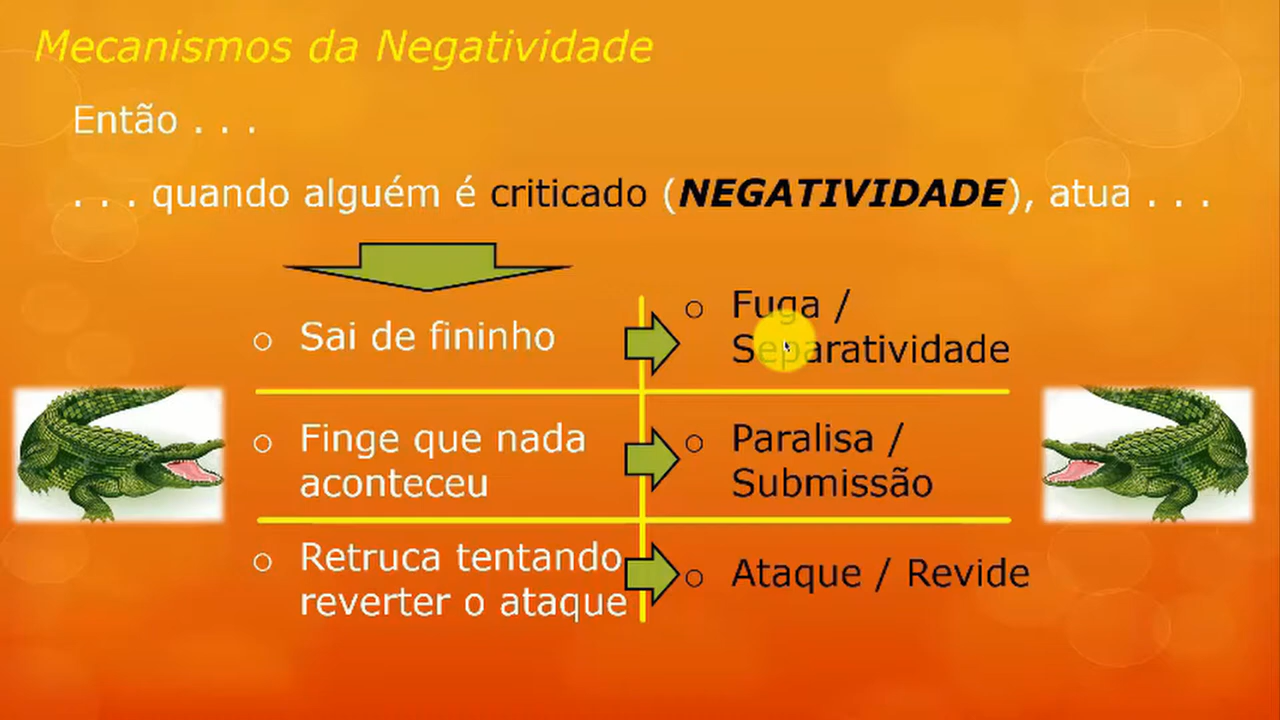 Mecanismos da Negatividade
Então . . .
. . . quando alguém é criticado (NEGATIVIDADE), atua . . .
o Sai de fininho
o Fuga /
Separatividade
o Finge que nada
aconteceu
o Paralisa /
Submissão
o Retruca tentando
reverter o ataque
o Ataque / Revide